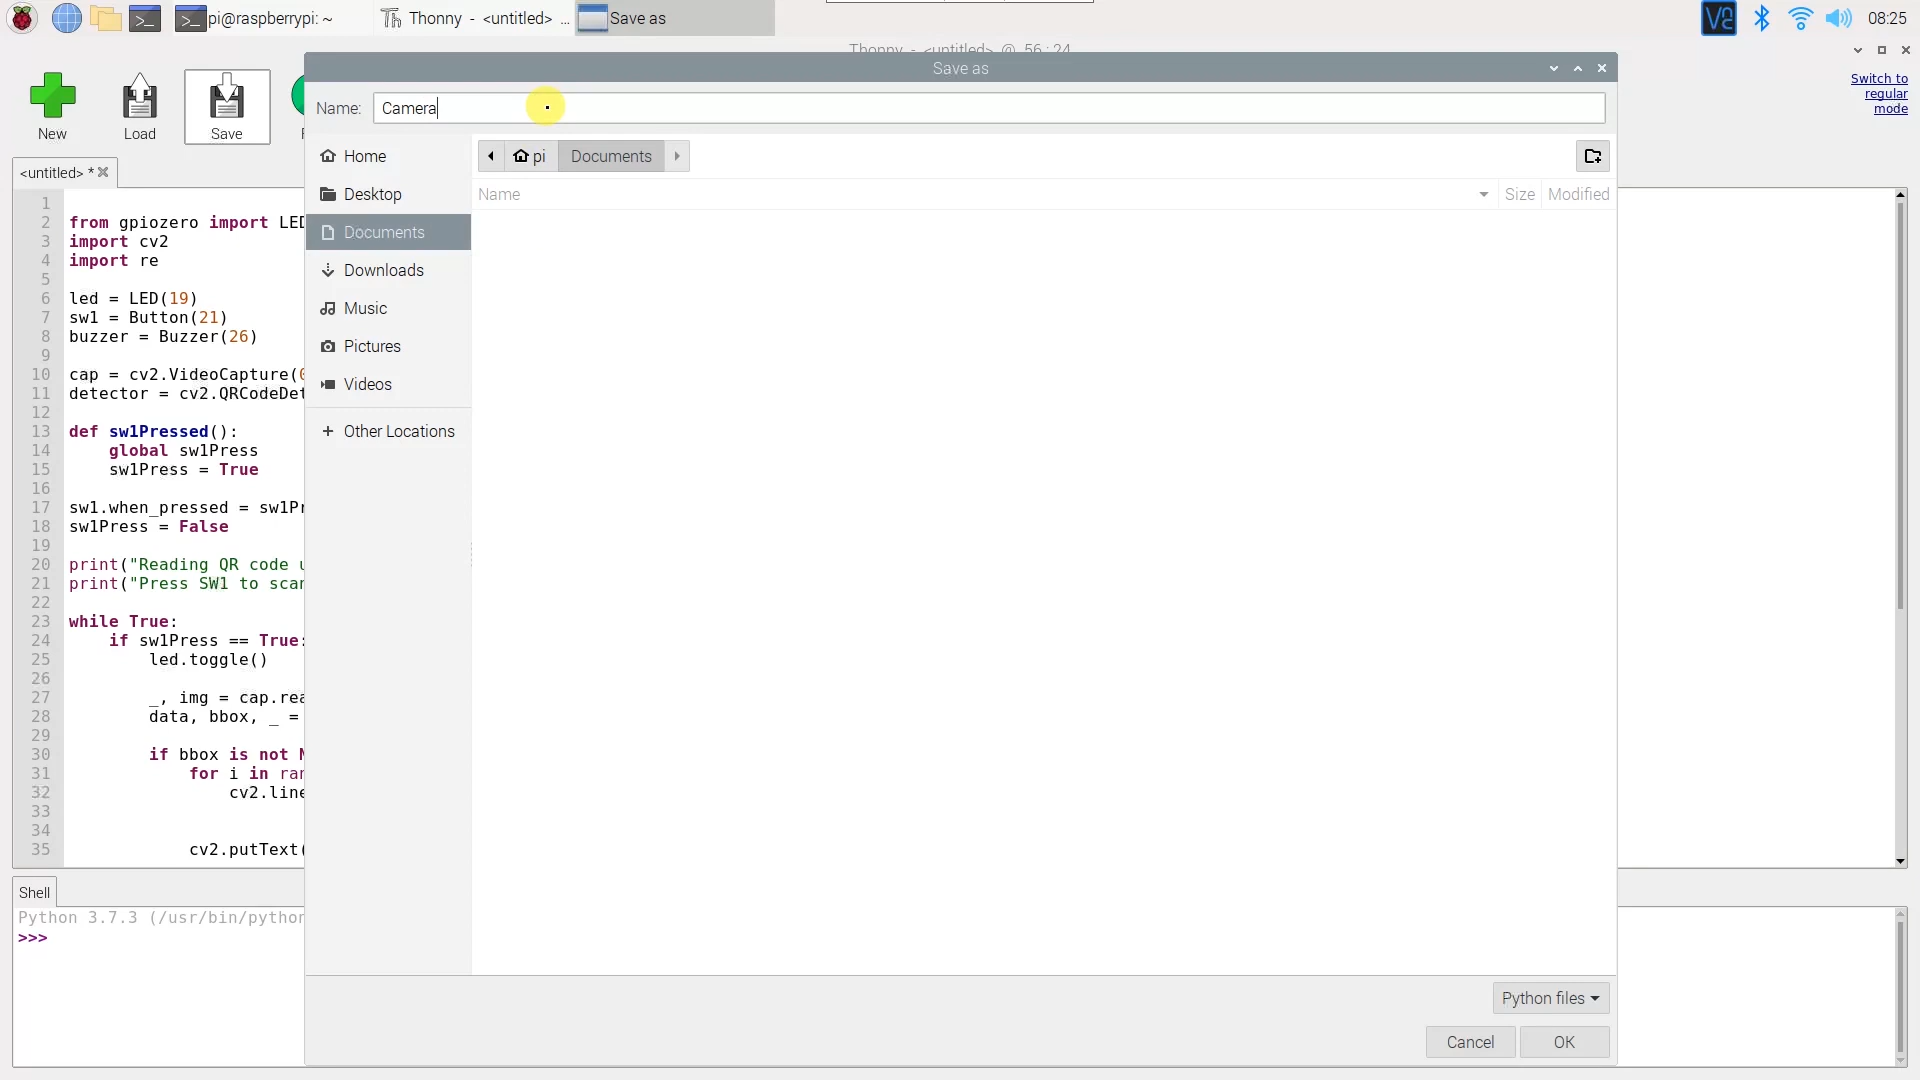 pi@raspberrypi: ~
Thonny - <untitled> ...
Save as
08:25
Thonny - <untitled> @ 56 : 24
Save as
Switch to
regular
mode
New
Load
Save
Name:
Camera
Home
Desktop
Documents
Downloads
Music
Pictures
Videos
Other Locations
pi
Documents
Name
Size
Modified
<untitled> *
1
2 from gpiozero import LED
3 import cv2
4 import re
5
6 led = LED(19)
7 sw1 = Button(21)
8 buzzer = Buzzer(26)
9
10 cap = cv2.VideoCapture(
11 detector = cv2.QRCodeDet
12
13 def sw1Pressed():
14 global sw1Press
15 sw1Press = True
16
17 sw1.when_pressed = sw1Pr
18 sw1Press = False
19
20 print("Reading QR code u
21 print("Press SW1 to scan
22
23 while True:
24 if sw1Press == True:
25 led.toggle()
26
27 _, img = cap.rea
28 data, bbox, _ =
29
30 if bbox is not N
31 for i in ran
32 cv2.line
33
34
35 cv2.putText(
Shell
Python 3.7.3 (/usr/bin/python
>>>
Python files
Cancel
OK